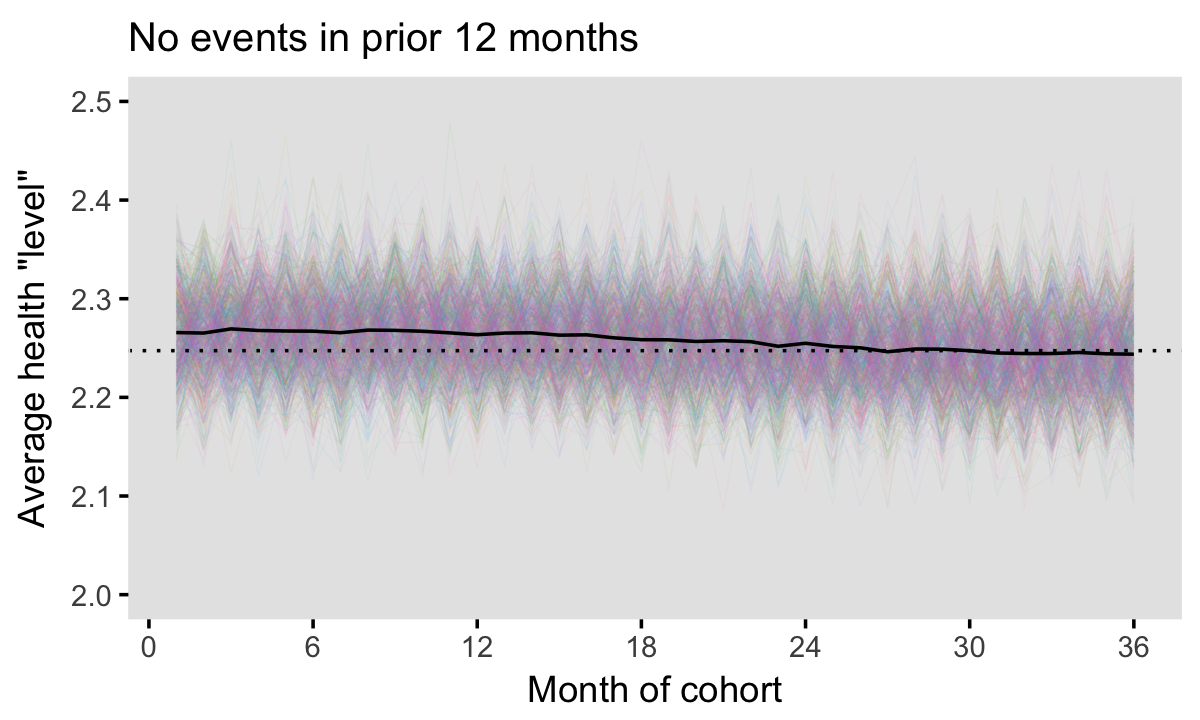 No events in prior 12 months
Average health "level"
2.5
2.4
2.3
2.2
2.1
2.0
0 6 12 18 24 30 36
Month of cohort